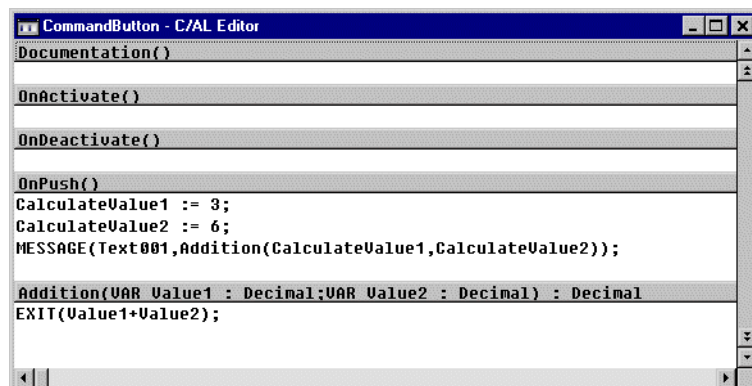 CommandButton - C/AL Editor
Documentation()
OnActivate()
OnDeactivate()
OnPush()
CalculateValue1 := 3;
CalculateValue2 := 6;
MESSAGE(Text001,Addition(CalculateValue1,CalculateValue2));
Addition(VAR Value1 : Decimal;VAR Value2 : Decimal) : Decimal
EXIT(Value1+Value2);